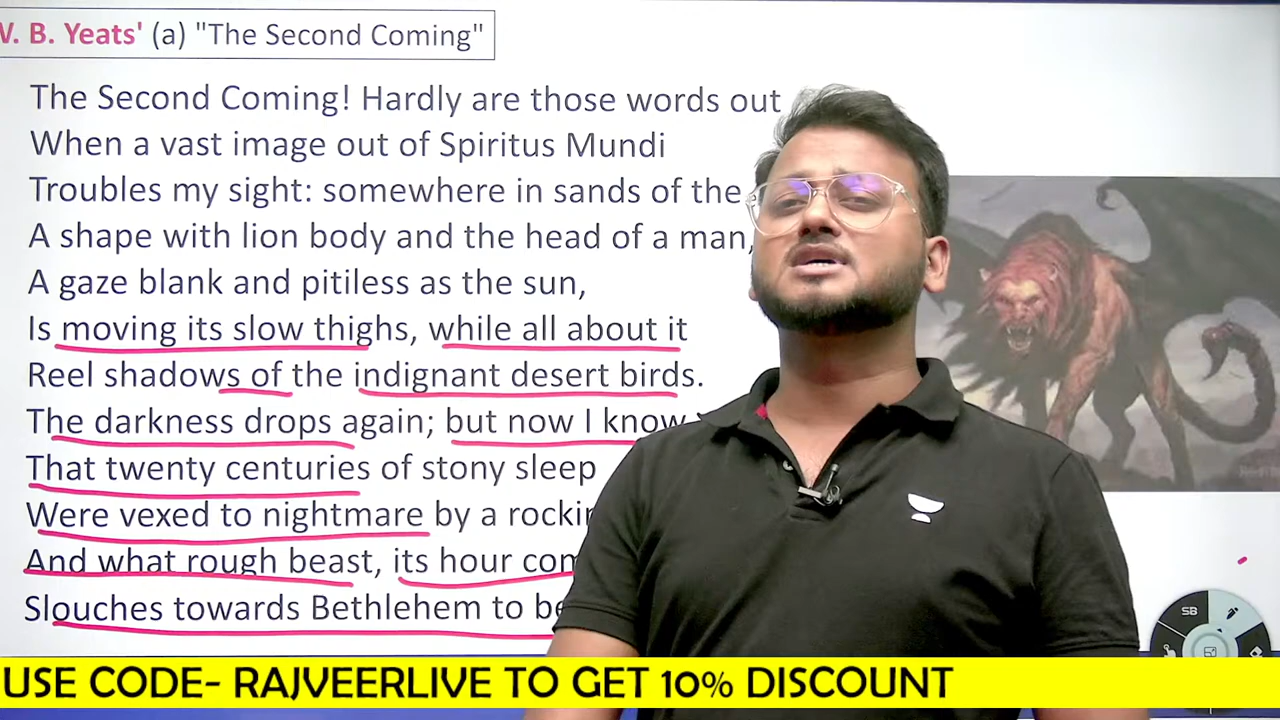 W. B. Yeats' (a) "The Second Coming"
The Second Coming! Hardly are those words out
When a vast image out of Spiritus Mundi
Troubles my sight: somewhere in sands of the
A shape with lion body and the head of a man,
A gaze blank and pitiless as the sun,
Is moving its slow thighs, while all about it
Reel shadows of the indignant desert birds.
The darkness drops again; but now I know
That twenty centuries of stony sleep
Were vexed to nightmare by a
And what rough beast, its hour
Slouches towards Bethlehem to
SB
USE CODE- RAJVEERLIVE TO GET 10% DISCOUNT